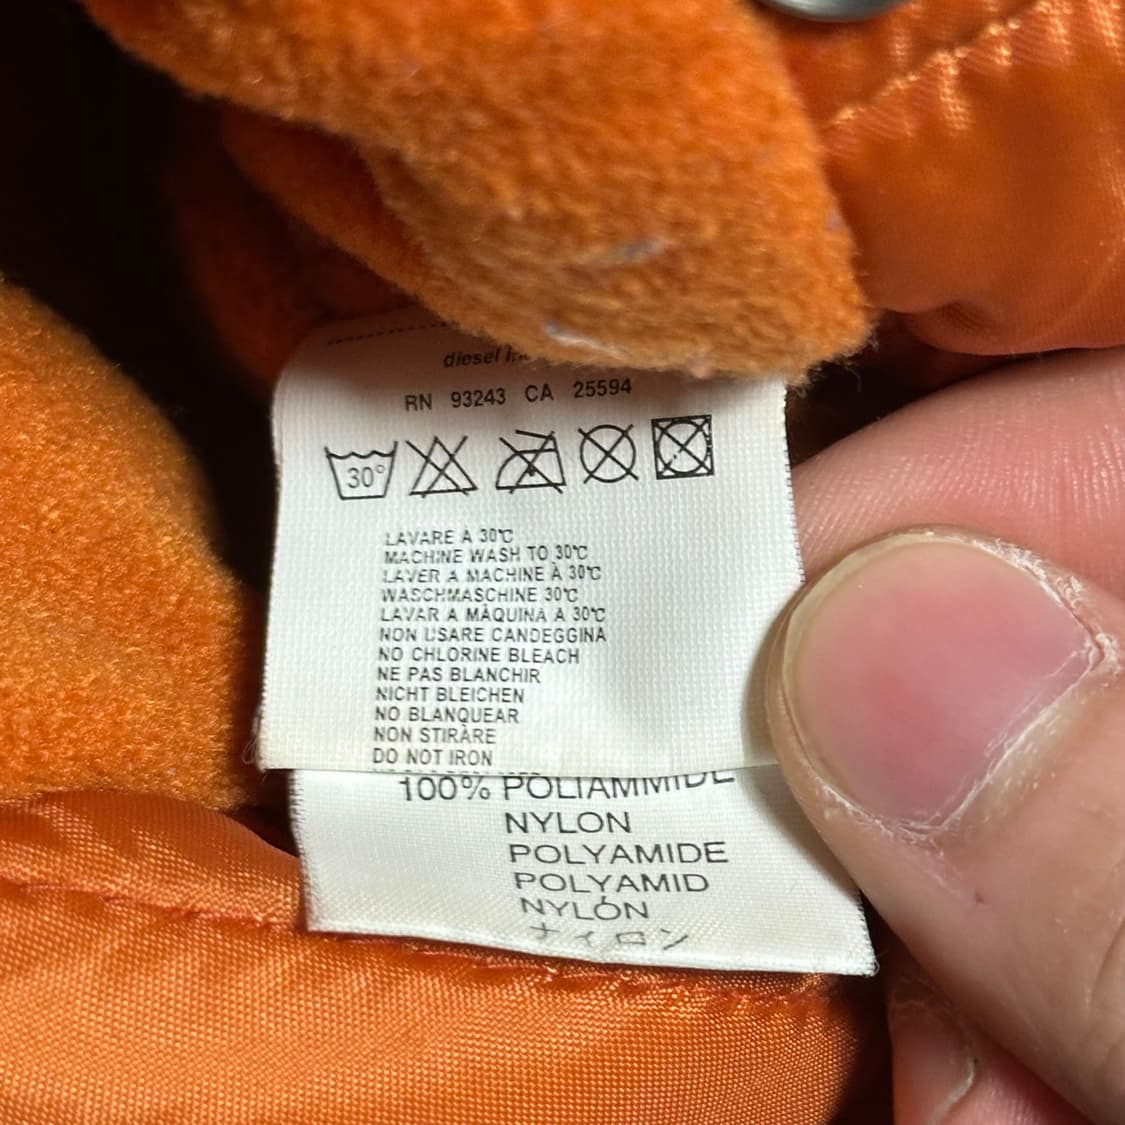 diesel
RN 93243 CA 25594
30°
LAVARE A 30℃
MACHINE WASH TO 30℃
LAVER A MACHINE À 30℃
WASCHMASCHINE 30℃
LAVAR A MÁQUINA A 30℃
NON USARE CANDEGGINA
NO CHLORINE BLEACH
NE PAS BLANCHIR
NICHT BLEICHEN
NO BLANQUEAR
NON STIRARE
DO NOT IRON
100% POLIAMMIDE
NYLON
POLYAMIDE
POLYAMID
NYLÓN
ナイロン